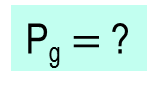 Pg = ?